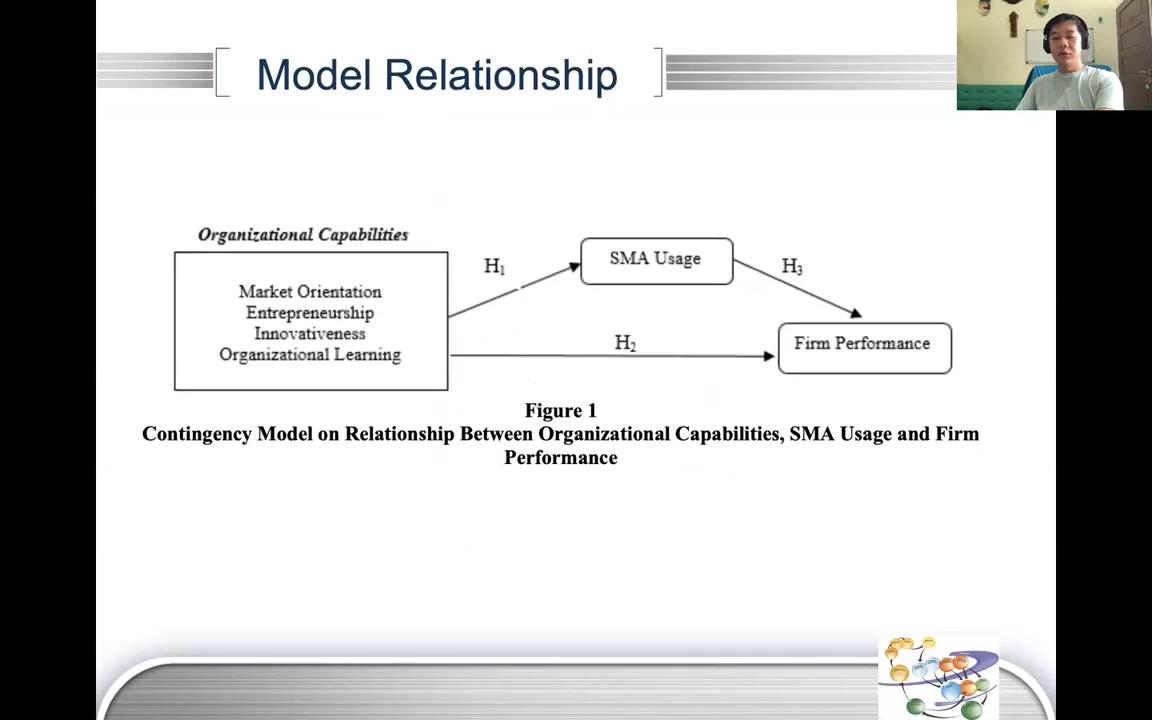 Model Relationship
Organizational Capabilities
Market Orientation
Entrepreneurship
Innovativeness
Organizational Learning
H₁
SMA Usage
H₃
H₂
Firm Performance
Figure 1
Contingency Model on Relationship Between Organizational Capabilities, SMA Usage and Firm
Performance